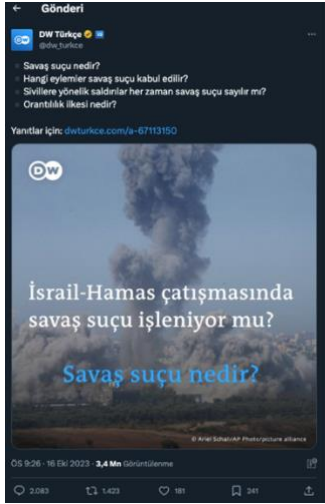 Gönderi
DW Türkçe
@dw_turkce
Savaş suçu nedir?
Hangi eylemler savaş suçu kabul edilir?
Sivillere yönelik saldırılar her zaman savaş suçu sayılır mı?
Orantılılık ilkesi nedir?
Yanıtlar için: dwturkce.com/a-67113150
DW
İsrail-Hamas çatışmasında
savaş suçu işleniyor mu?
Savaş suçu nedir?
© Ariel Schalit/AP Photo/picture alliance
ÖS 9:26 · 16 Eki 2023 · 3,4 Mn Görüntülenme
2.083 1.423 181 341